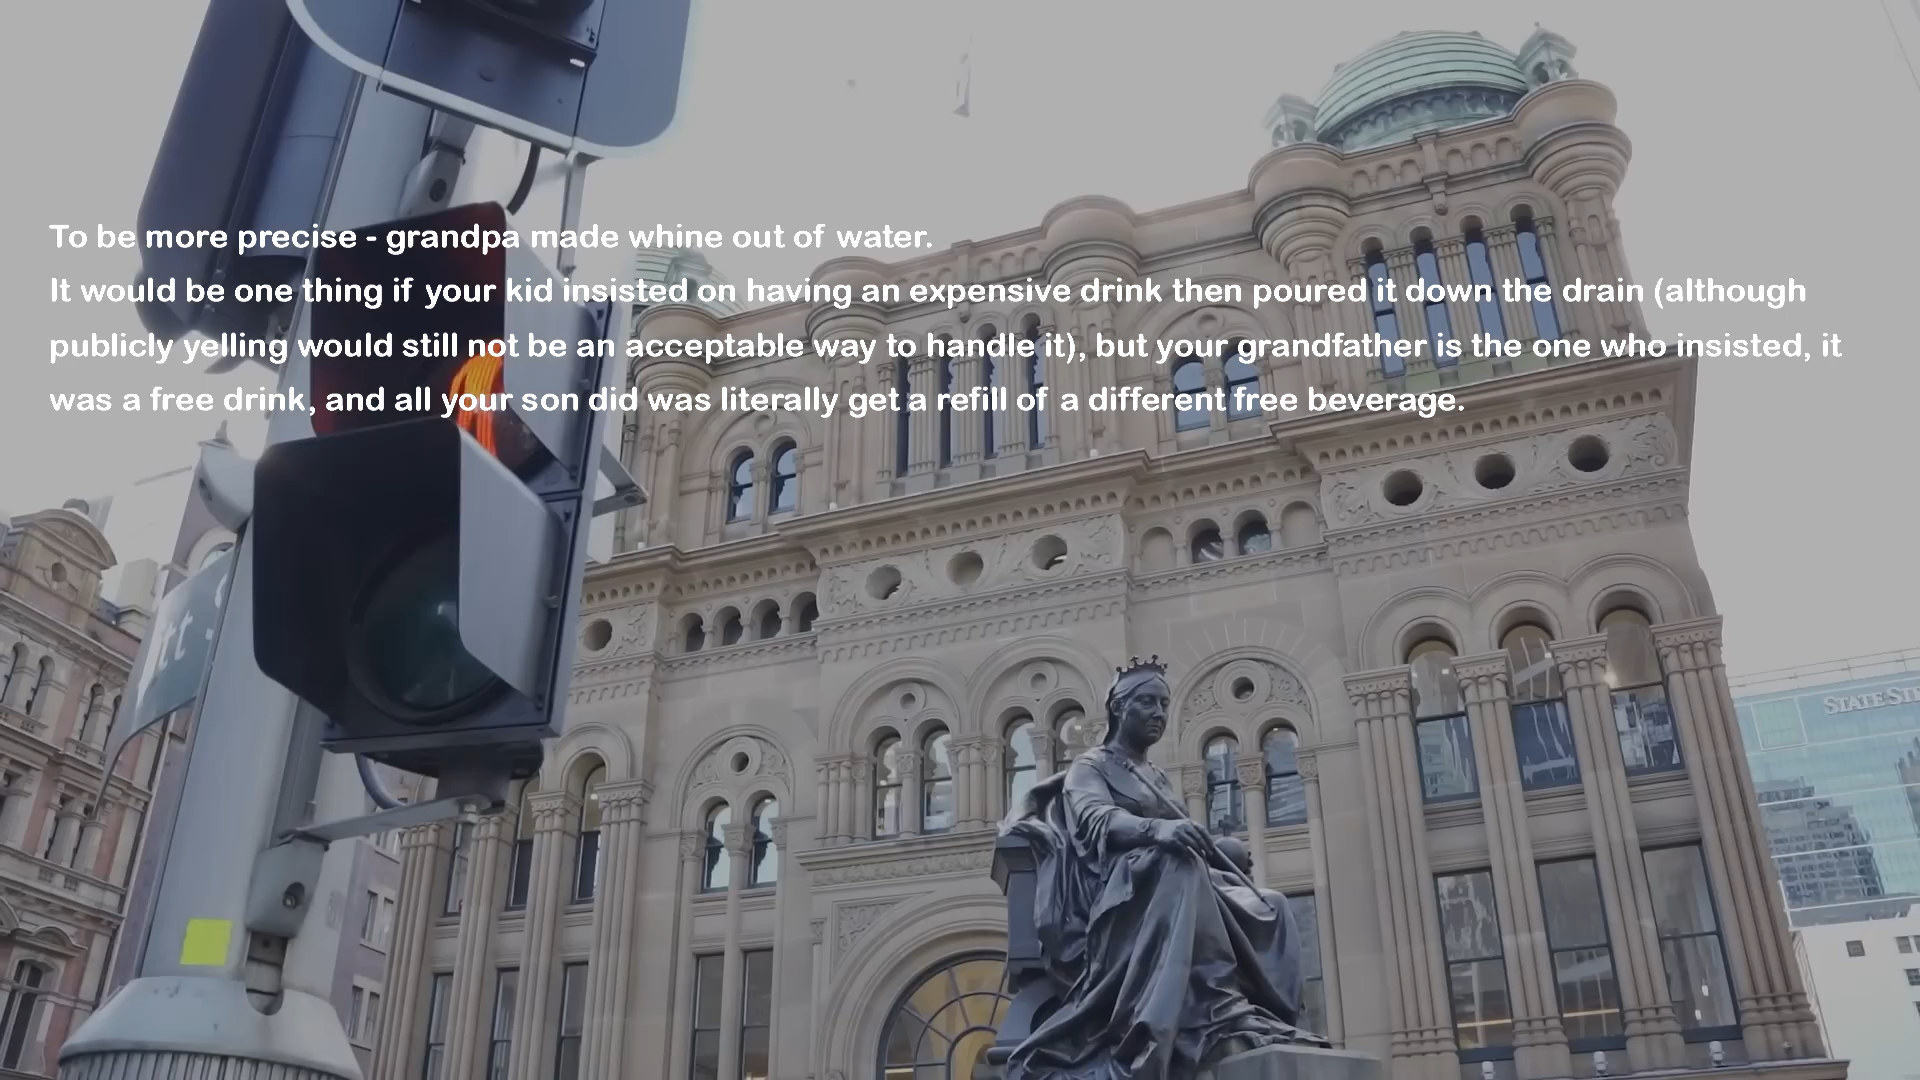 To be more precise - grandpa made whine out of water.
It would be one thing if your kid insisted on having an expensive drink then poured it down the drain (although
publicly yelling would still not be an acceptable way to handle it), but your grandfather is the one who insisted, it
was a free drink, and all your son did was literally get a refill of a different free beverage.
tt
STATE